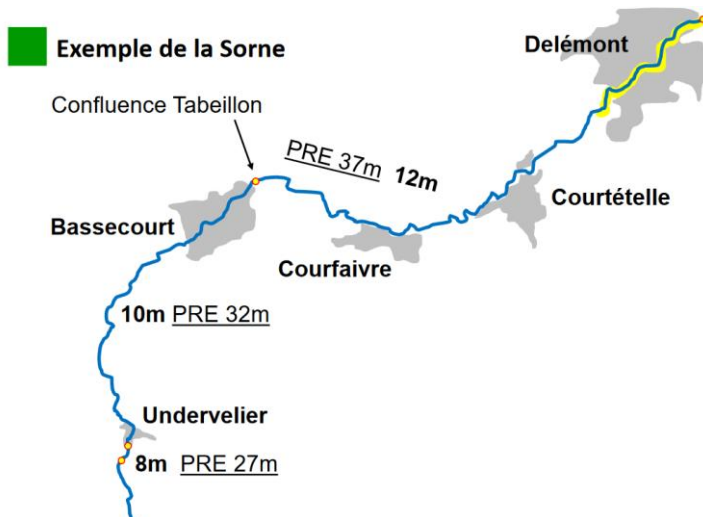 Exemple de la Sorne
Delémont
Confluence Tabeillon
PRE 37m 12m
Courtételle
Bassecourt
Courfaivre
10m PRE 32m
Undervelier
8m PRE 27m